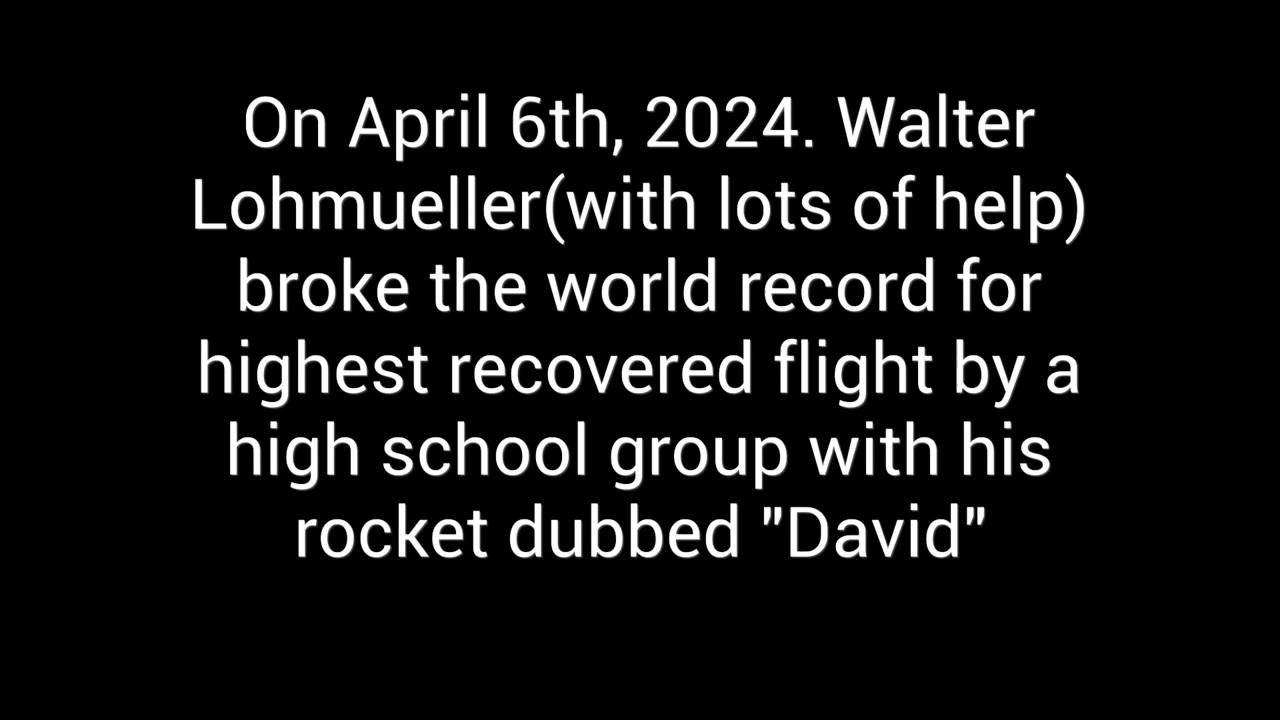 On April 6th, 2024. Walter
Lohmueller(with lots of help)
broke the world record for
highest recovered flight by a
high school group with his
rocket dubbed "David"